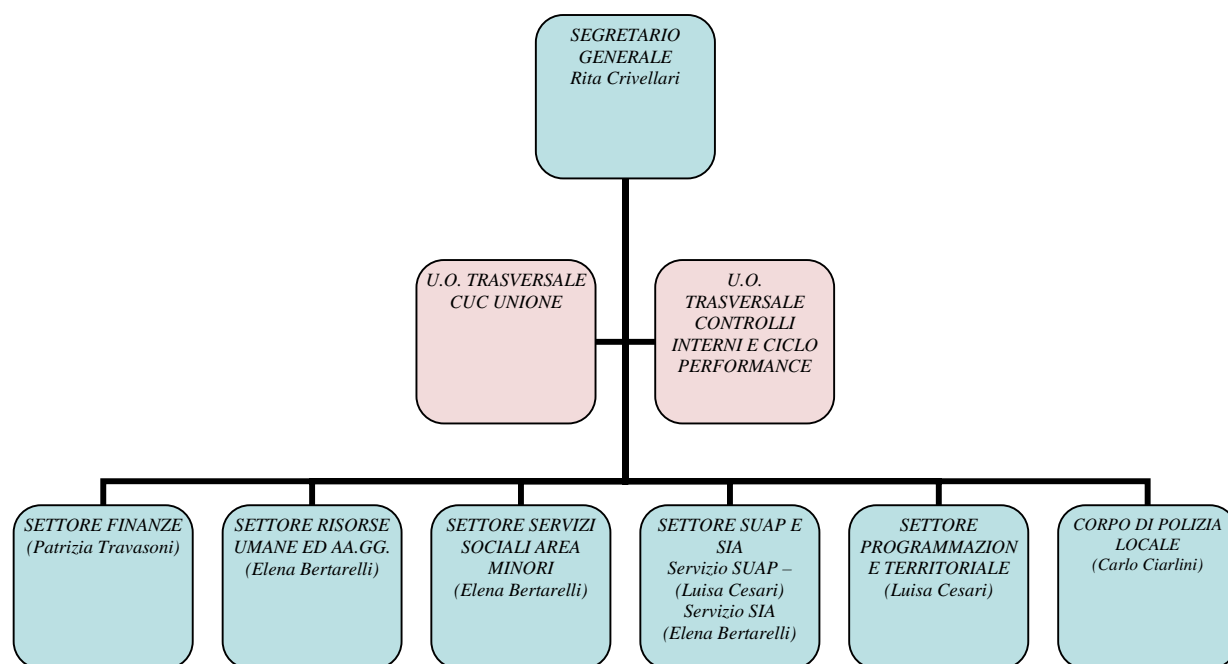 SEGRETARIO
GENERALE
Rita Crivellari
U.O. TRASVERSALE
CUC UNIONE
U.O.
TRASVERSALE
CONTROLLI
INTERNI E CICLO
PERFORMANCE
SETTORE FINANZE
(Patrizia Travasoni)
SETTORE RISORSE
UMANE ED AA.GG.
(Elena Bertarelli)
SETTORE SERVIZI
SOCIALI AREA
MINORI
(Elena Bertarelli)
SETTORE SUAP E
SIA
Servizio SUAP –
(Luisa Cesari)
Servizio SIA
(Elena Bertarelli)
SETTORE
PROGRAMMAZION
E TERRITORIALE
(Luisa Cesari)
CORPO DI POLIZIA
LOCALE
(Carlo Ciarlini)